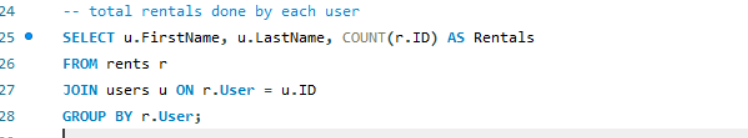 24 -- total rentals done by each user
25 SELECT u.FirstName, u.LastName, COUNT(r.ID) AS Rentals
26 FROM rents r
27 JOIN users u ON r.User = u.ID
28 GROUP BY r.User;